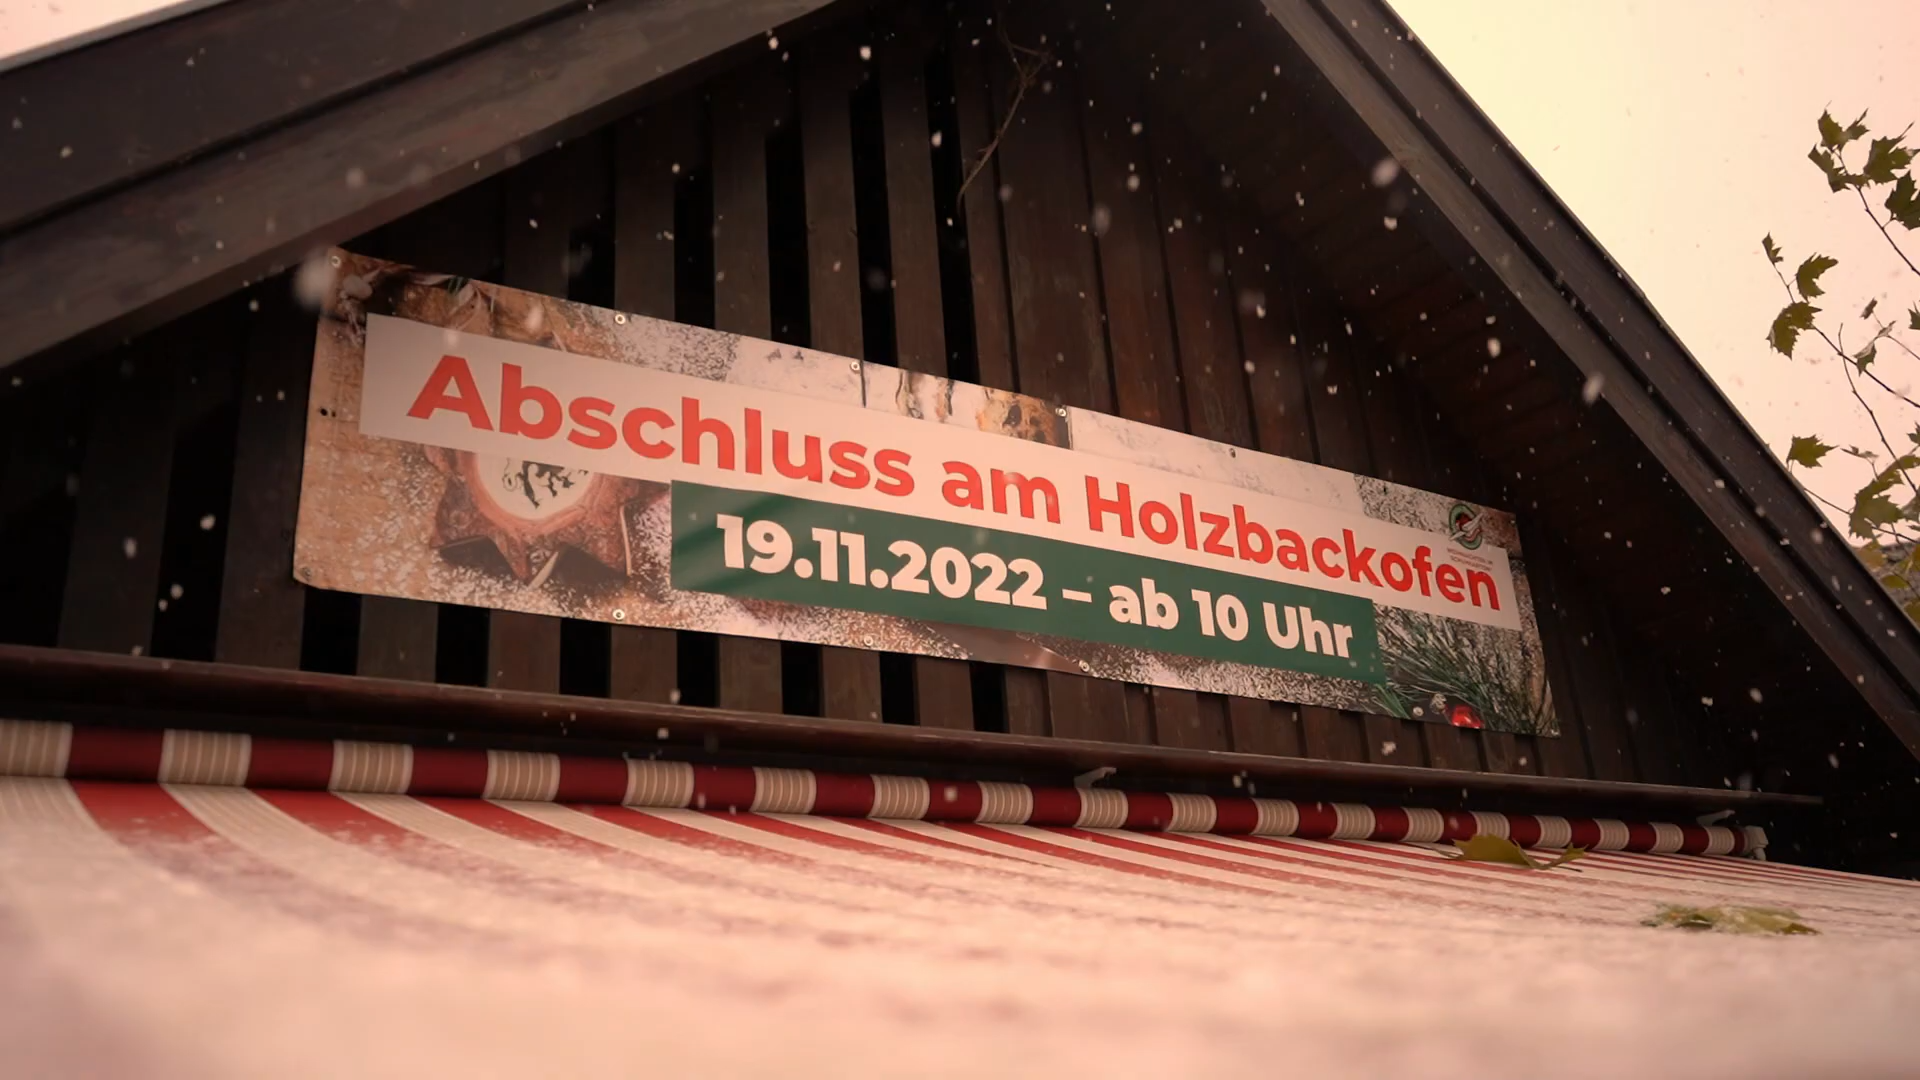 Abschluss am Holzbackofen
19.11.2022 – ab 10 Uhr